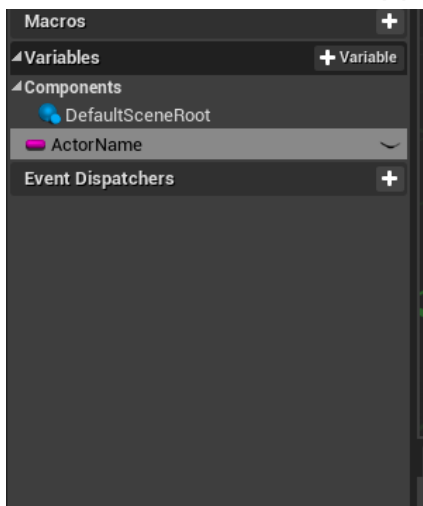 Macros
Variables
Variable
Components
DefaultSceneRoot
ActorName
Event Dispatchers